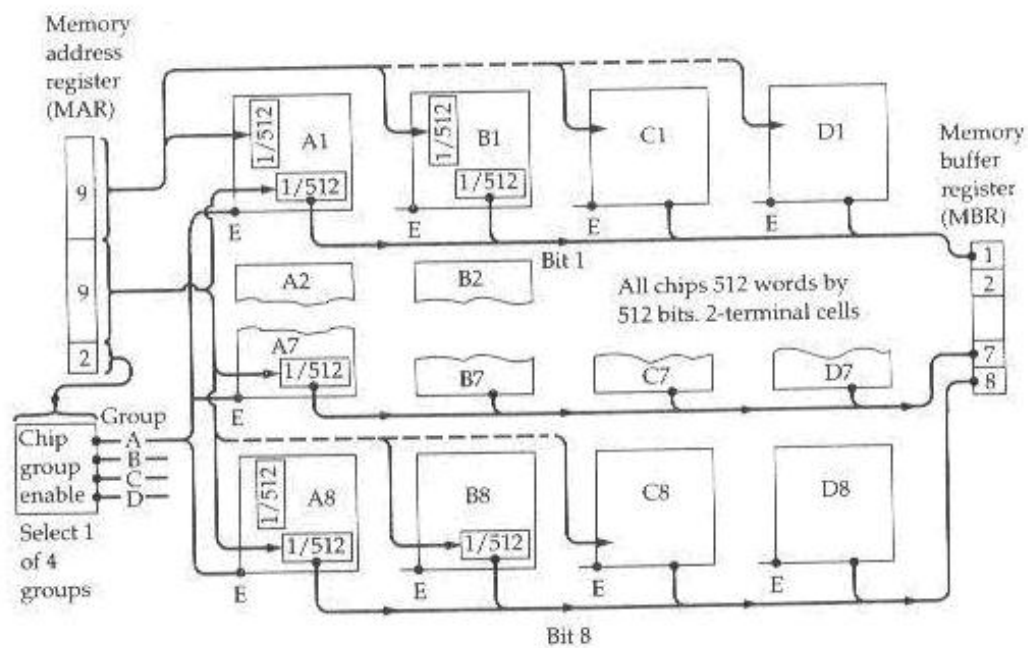 Memory
address
register
(MAR)
9
9
2
Chip
group
enable
Select 1
of 4
groups
Group
A
B
C
D
1/512
A1
1/512
E
1/512
B1
1/512
E
C1
E
D1
E
Bit 1
A2
B2
All chips 512 words by
512 bits. 2-terminal cells
A7
1/512
E
B7
C7
D7
1/512
A8
1/512
E
B8
1/512
E
C8
E
D8
E
Bit 8
Memory
buffer
register
(MBR)
1
2
7
8